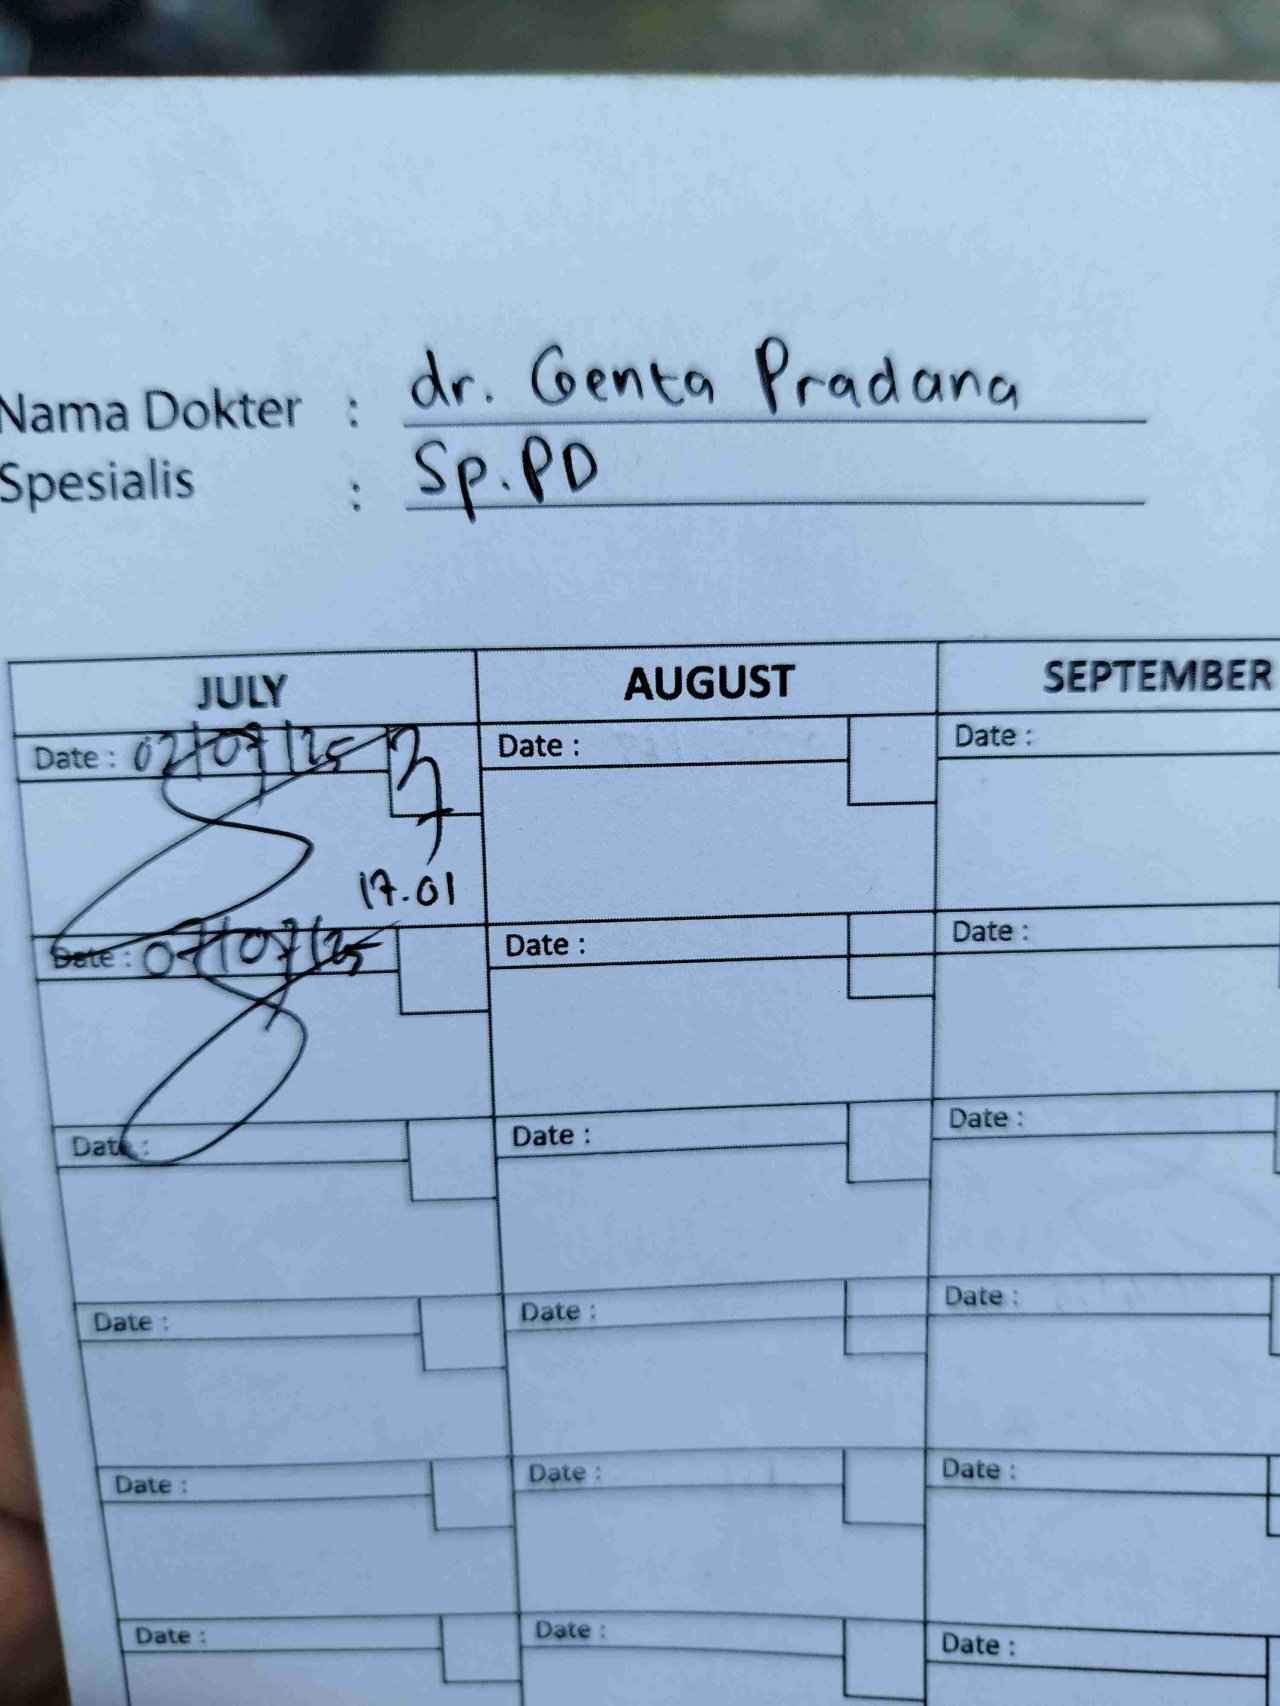 Nama Dokter : dr. Genta Pradana
Spesialis : Sp.PD
JULY AUGUST SEPTEMBER
Date : 02/07/25 Date : Date :
17.01
Date : 07/07/25 Date : Date :
Date : Date : Date :
Date : Date : Date :
Date : Date : Date :
Date : Date : Date :